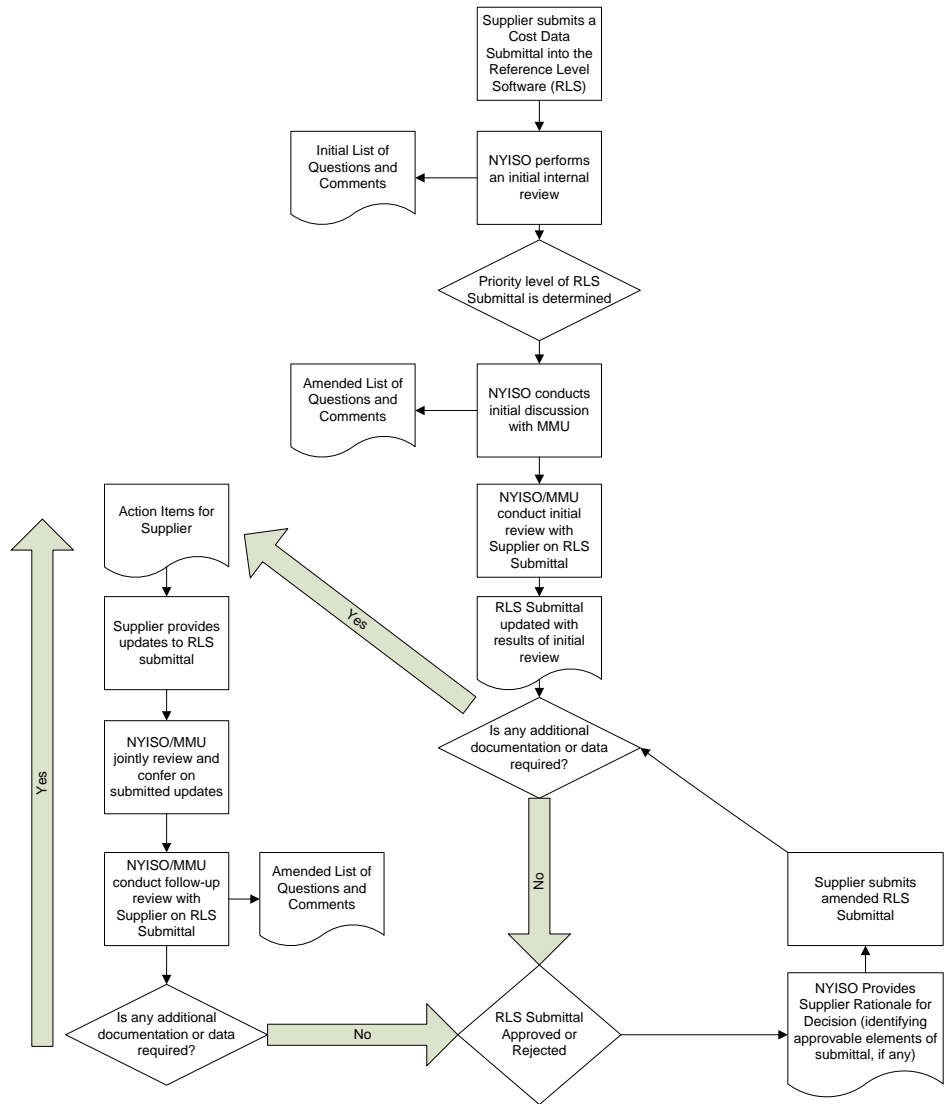 Supplier submits a
Cost Data
Submittal into the
Reference Level
Software (RLS)
Initial List of
Questions and
Comments
NYISO performs
an initial internal
review
Priority level of RLS
Submittal is determined
Amended List of
Questions and
Comments
NYISO conducts
initial discussion
with MMU
NYISO/MMU
conduct initial
review with
Supplier on RLS
Submittal
RLS Submittal
updated with
results of initial
review
Is any additional
documentation or data
required?
Yes
Action Items for
Supplier
Supplier provides
updates to RLS
submittal
NYISO/MMU
jointly review and
confer on
submitted updates
NYISO/MMU
conduct follow-up
review with
Supplier on RLS
Submittal
Amended List of
Questions and
Comments
Is any additional
documentation or data
required?
Yes
No
No
RLS Submittal
Approved or
Rejected
NYISO Provides
Supplier Rationale for
Decision (identifying
approvable elements of
submittal, if any)
Supplier submits
amended RLS
Submittal